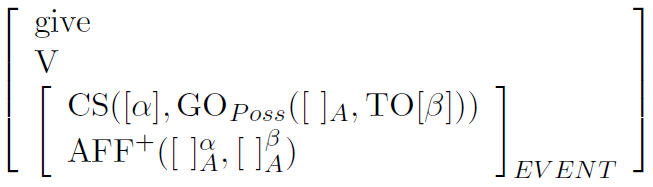 give
V
CS([α], GO_Poss([ ]_A, TO[β]))
AFF⁺([ ]^α_A, [ ]^β_A)
EVENT